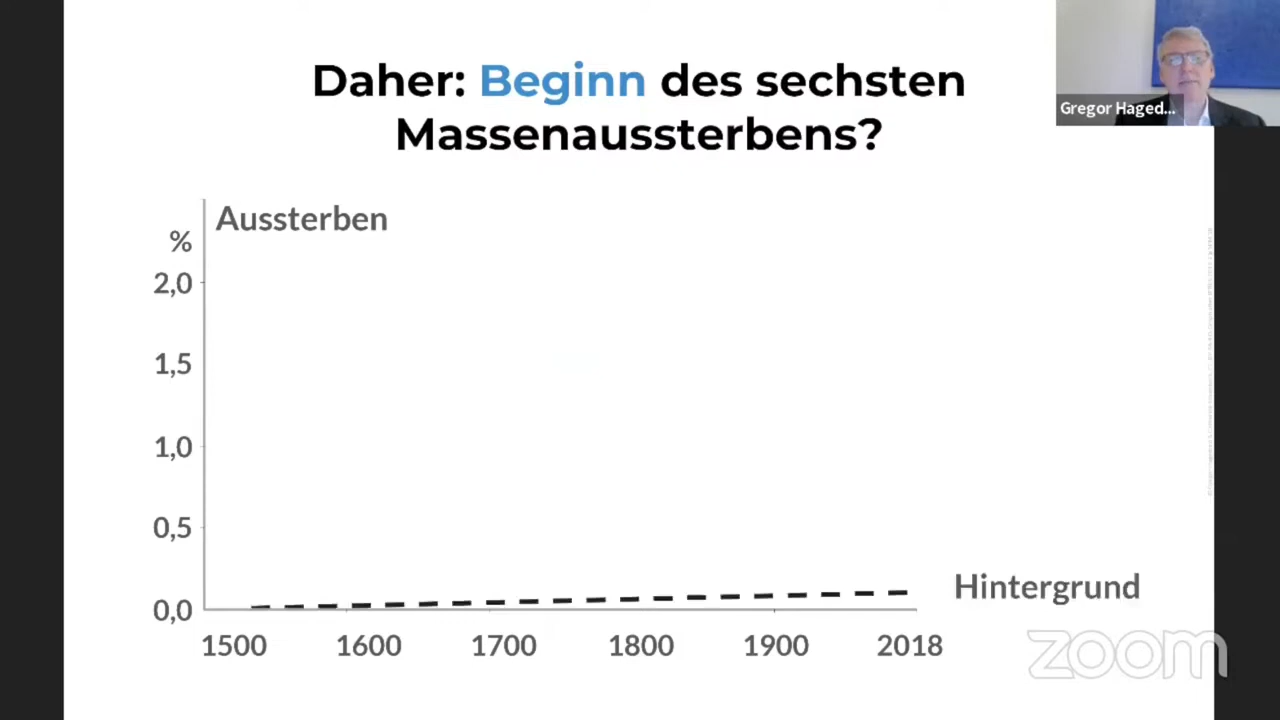 Daher: Beginn des sechsten
Massenaussterbens?
Gregor Haged...
Aussterben
%
2,0
1,5
1,0
0,5
0,0
Hintergrund
1500 1600 1700 1800 1900 2018
zoom